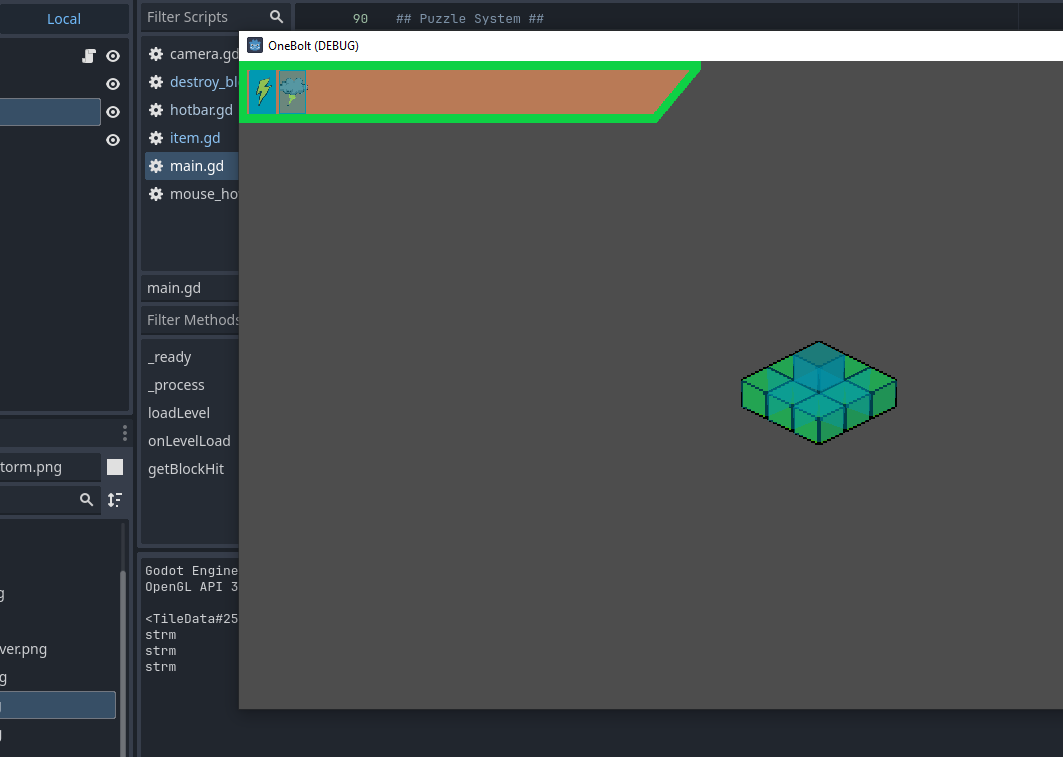 Local
Filter Scripts
90 ## Puzzle System ##
OneBolt (DEBUG)
camera.gd
destroy_bl
hotbar.gd
item.gd
main.gd
mouse_ho
main.gd
Filter Methods
_ready
_process
loadLevel
onLevelLoad
getBlockHit
torm.png
g
ver.png
g
Godot Engine
OpenGL API 3
<TileData#25
strm
strm
strm